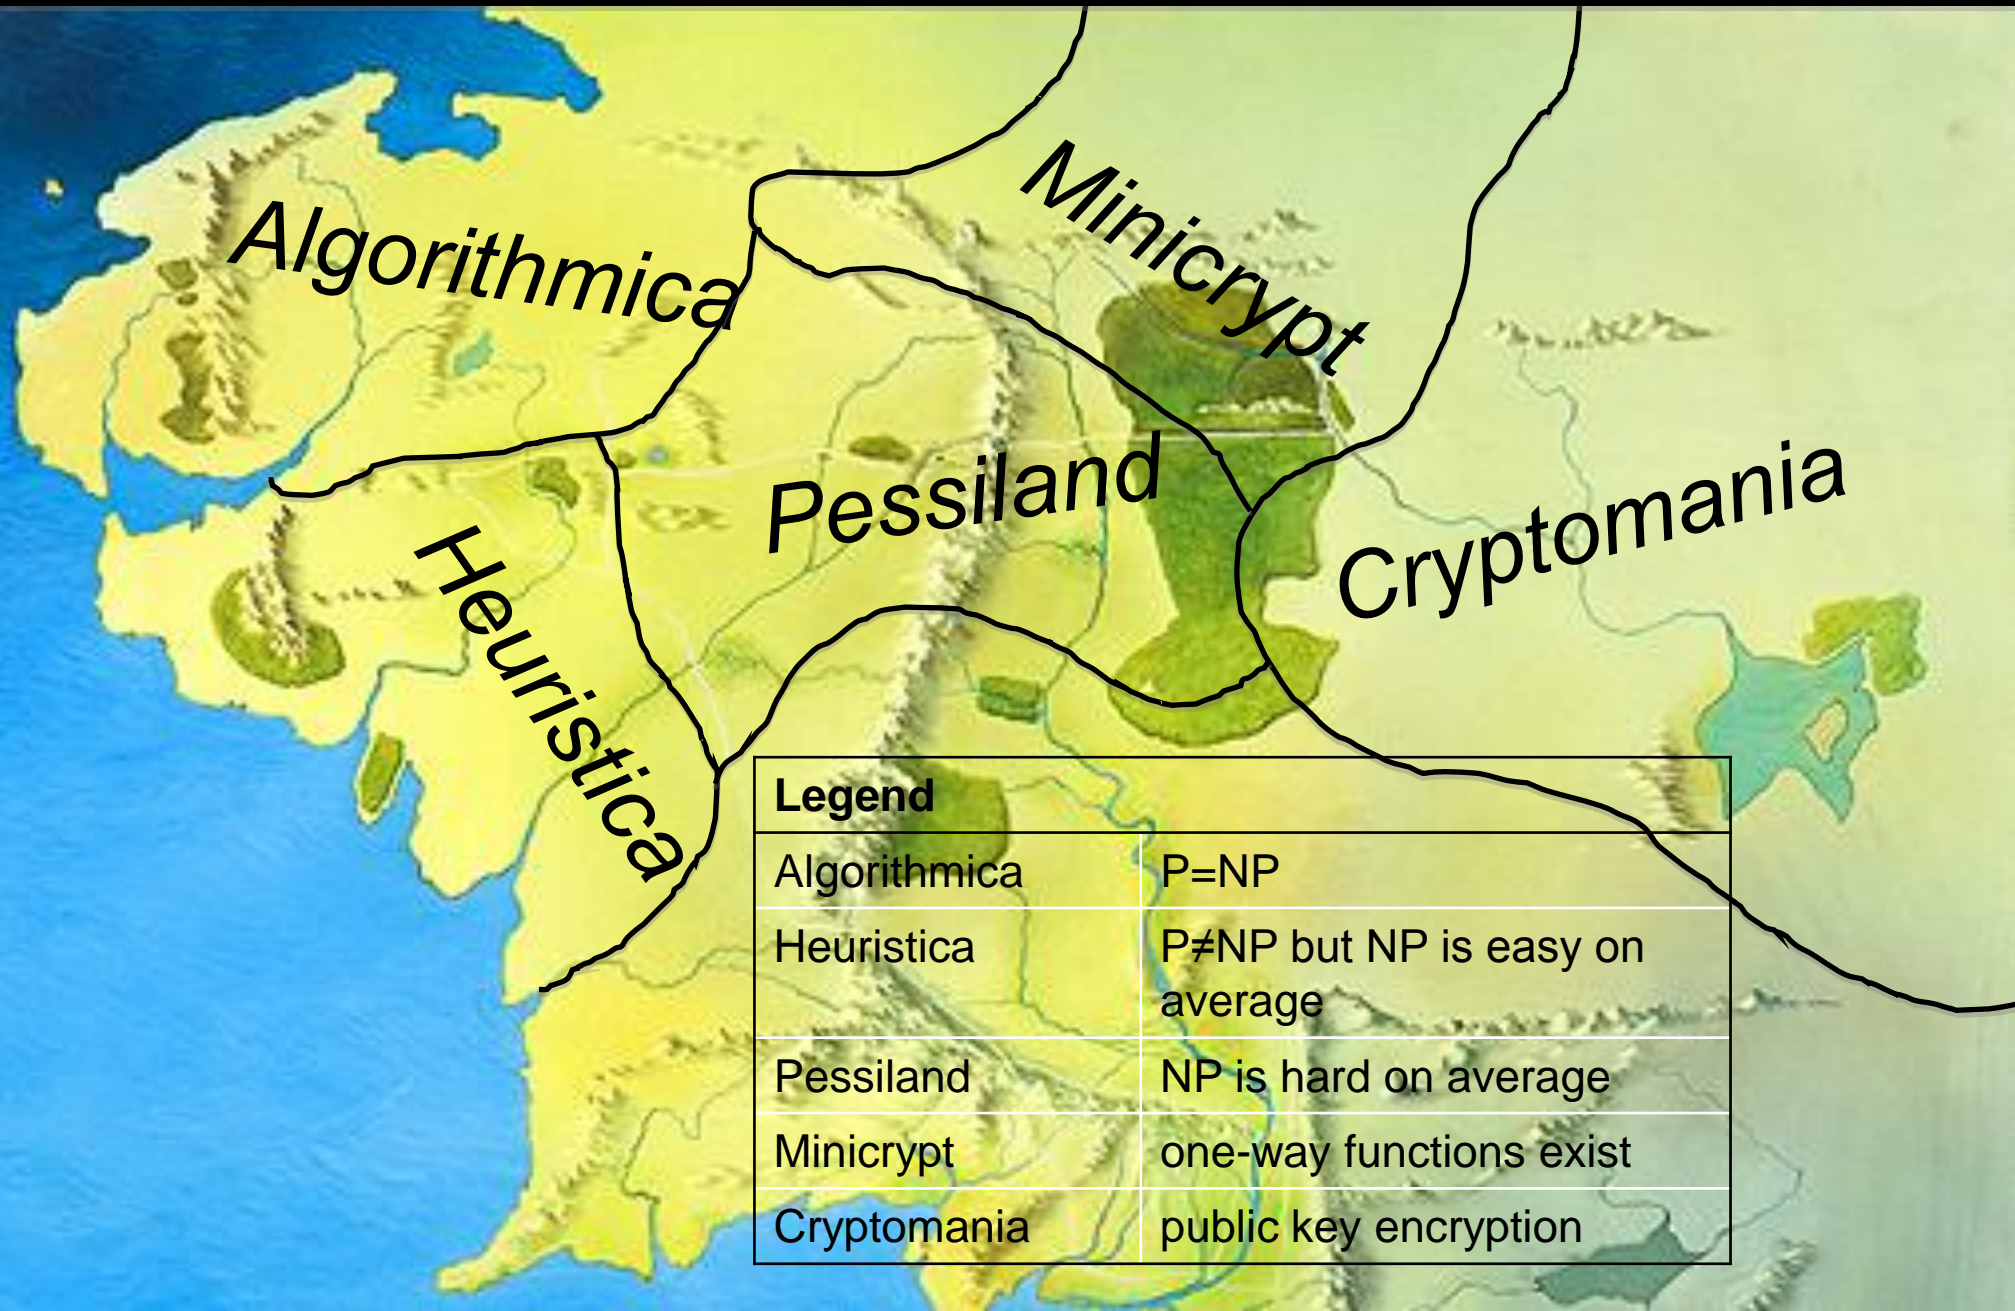 Minicrypt
Algorithmica
Pessiland
Cryptomania
Heuristica
Legend
Algorithmica P=NP
Heuristica P≠NP but NP is easy on
average
Pessiland NP is hard on average
Minicrypt one-way functions exist
Cryptomania public key encryption